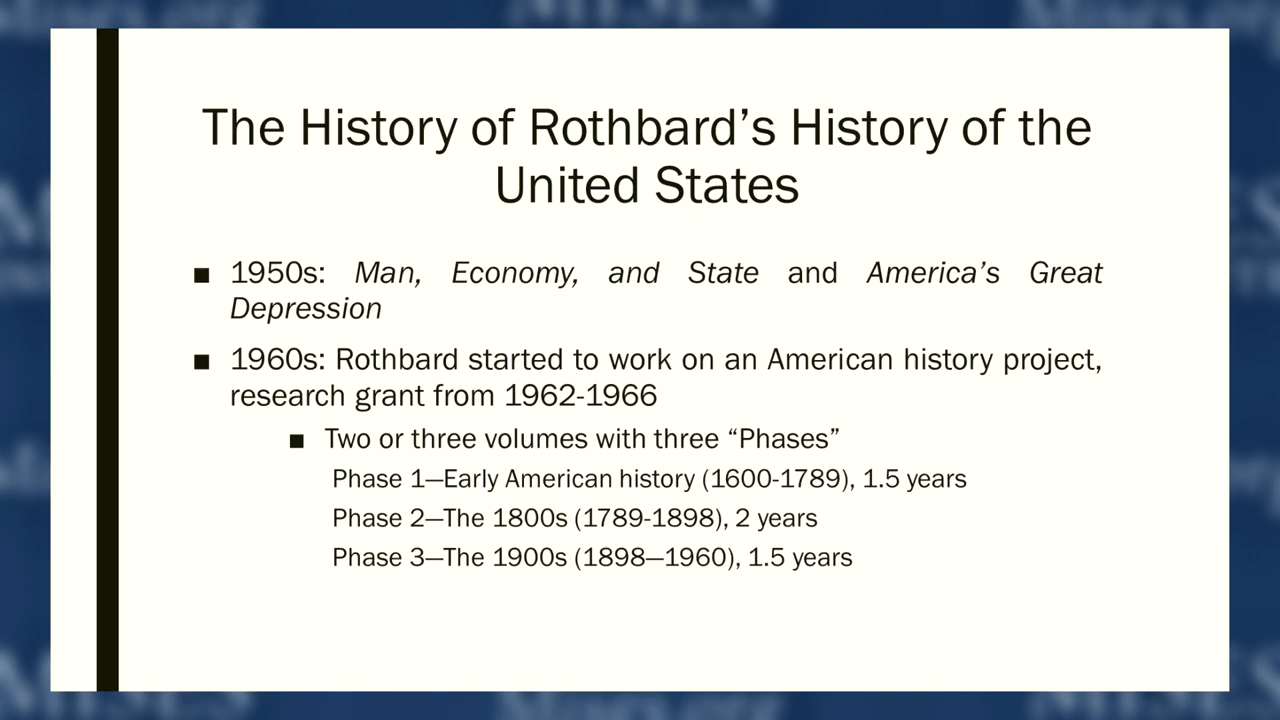 The History of Rothbard’s History of the
United States
■ 1950s: Man, Economy, and State and America’s Great
Depression
■ 1960s: Rothbard started to work on an American history project,
research grant from 1962-1966
■ Two or three volumes with three “Phases”
Phase 1—Early American history (1600-1789), 1.5 years
Phase 2—The 1800s (1789-1898), 2 years
Phase 3—The 1900s (1898—1960), 1.5 years